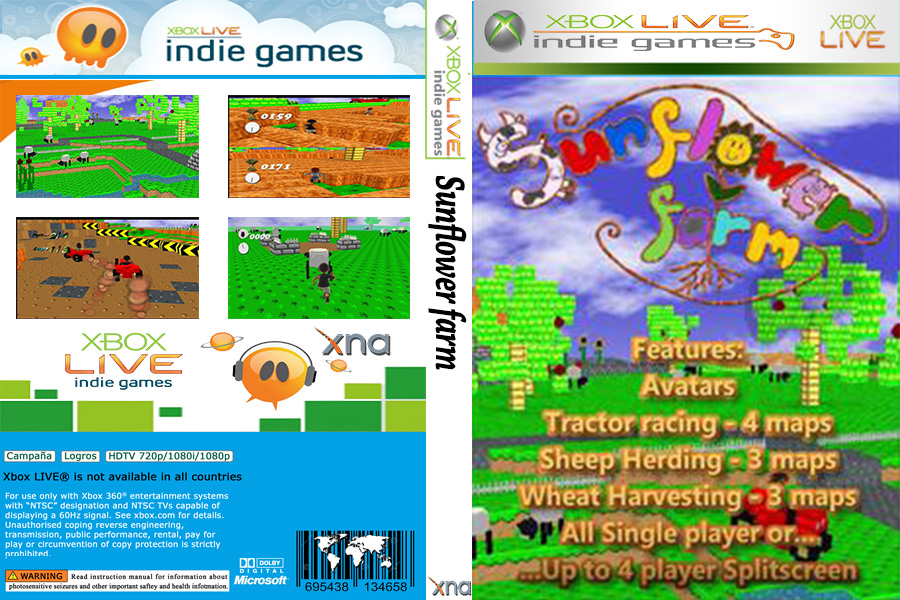 XBOX LIVE
indie games
0159
0171
0000
XBOX
LIVE
indie games
xna
Campaña
Logros
HDTV 720p/1080i/1080p
Xbox LIVE® is not available in all countries
For use only with Xbox 360® entertainment systems
with “NTSC” designation and NTSC TVs capable of
displaying a 60Hz signal. See xbox.com for details.
Unauthorised coping reverse engineering,
transmission, public performance, rental, pay for
play or circumvention of copy protection is strictly
prohibited.
WARNING Read instruction manual for information about
photosensitive seizures and other important saftey and health infotmation.
DOLBY
DIGITAL
Microsoft
695438 134658
XBOX LIVE
indie games
Sunflower farm
xna
XBOX LIVE
indie games
XBOX
LIVE
Sunflower
farm
Features:
Avatars
Tractor racing - 4 maps
Sheep Herding - 3 maps
Wheat Harvesting - 3 maps
All Single player or...
...Up to 4 player Splitscreen